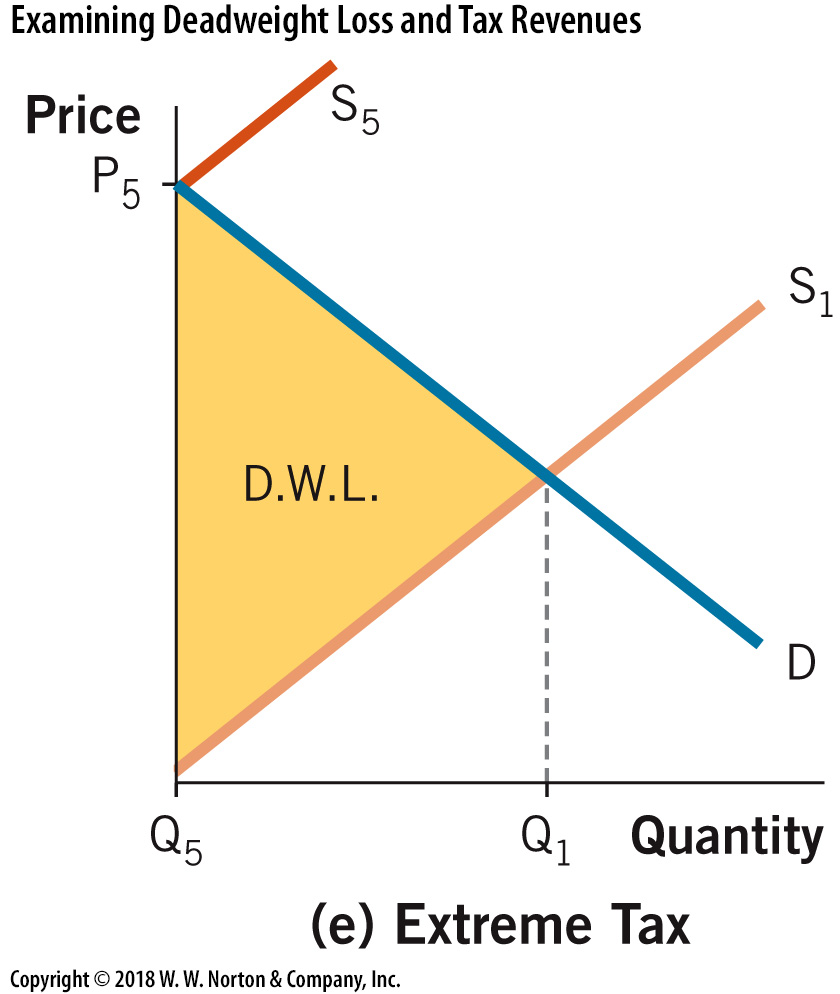 Examining Deadweight Loss and Tax Revenues
S5
Price
P5
S1
D.W.L.
D
Q5
Q1
Quantity
(e) Extreme Tax
Copyright © 2018 W. W. Norton & Company, Inc.